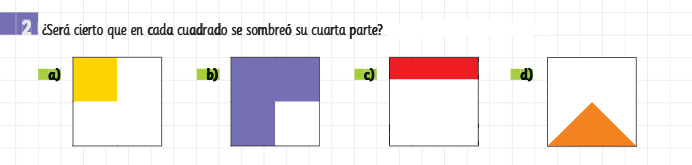 2 ¿Será cierto que en cada cuadrado se sombreó su cuarta parte?
a) b) c) d)